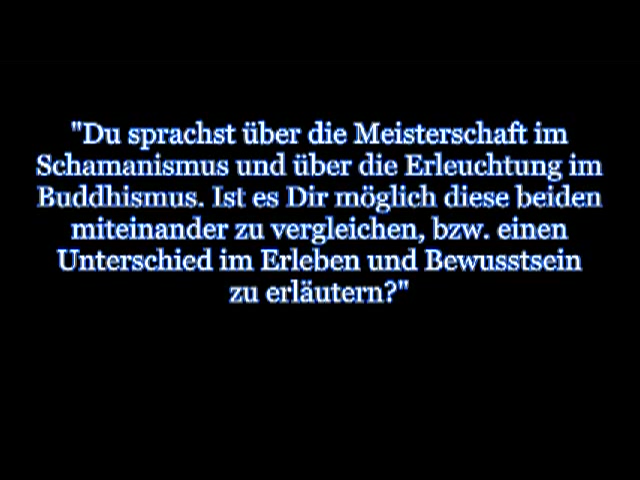 "Du sprachst über die Meisterschaft im
Schamanismus und über die Erleuchtung im
Buddhismus. Ist es Dir möglich diese beiden
miteinander zu vergleichen, bzw. einen
Unterschied im Erleben und Bewusstsein
zu erläutern?"